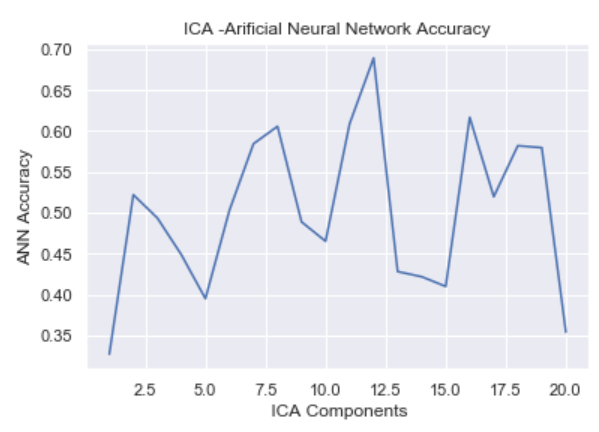 ICA -Arificial Neural Network Accuracy
0.70
0.65
0.60
0.55
0.50
0.45
0.40
0.35
ANN Accuracy
2.5 5.0 7.5 10.0 12.5 15.0 17.5 20.0
ICA Components